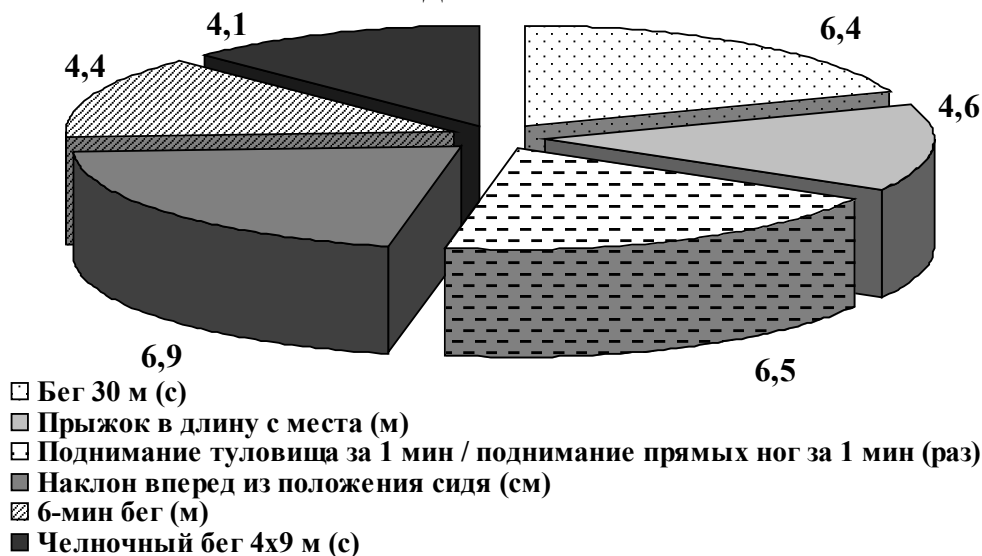 4,1
6,4
4,4
4,6
6,9
6,5
Бег 30 м (с)
Прыжок в длину с места (м)
Поднимание туловища за 1 мин / поднимание прямых ног за 1 мин (раз)
Наклон вперед из положения сидя (см)
6-мин бег (м)
Челночный бег 4х9 м (с)